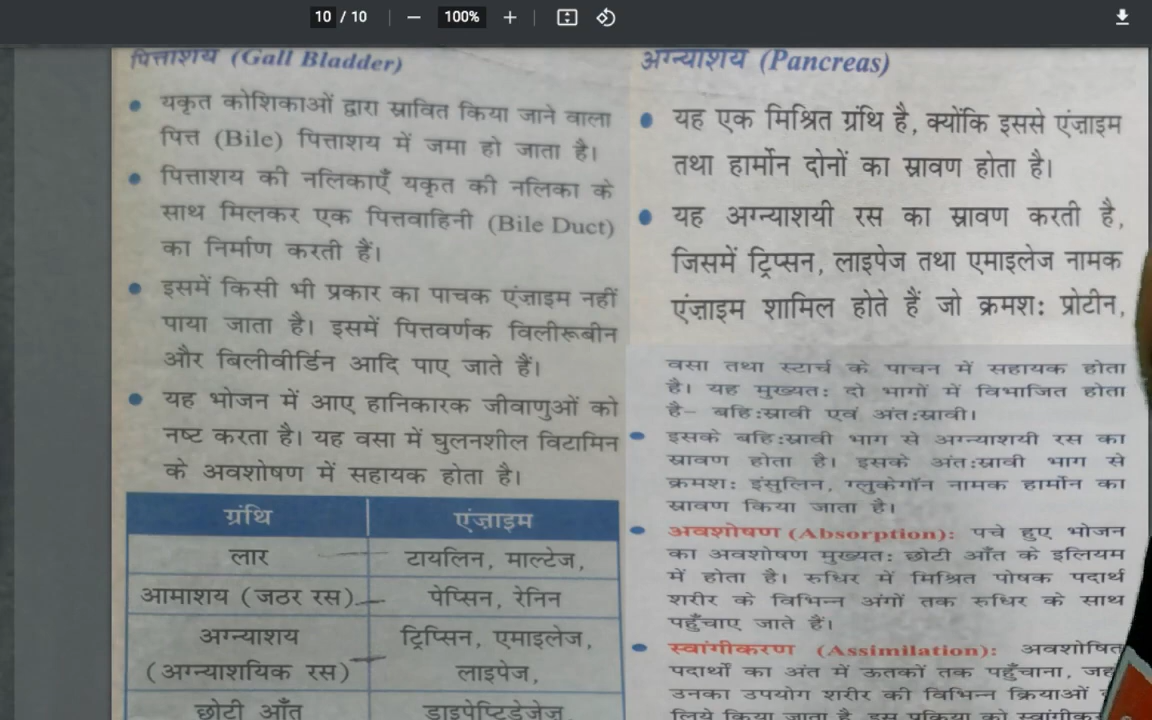 10 / 10
100%
पित्ताशय (Gall Bladder)
• यकृत कोशिकाओं द्वारा स्रावित किया जाने वाला
पित्त (Bile) पित्ताशय में जमा हो जाता है।
• पित्ताशय की नलिकाएँ यकृत की नलिका के
साथ मिलकर एक पित्तवाहिनी (Bile Duct)
का निर्माण करती हैं।
• इसमें किसी भी प्रकार का पाचक एंज़ाइम नहीं
पाया जाता है। इसमें पित्तवर्णक विलीरूबीन
और बिलीवीर्डिन आदि पाए जाते हैं।
• यह भोजन में आए हानिकारक जीवाणुओं को
नष्ट करता है। यह वसा में घुलनशील विटामिन
के अवशोषण में सहायक होता है।
ग्रंथि एंज़ाइम
लार टायलिन, माल्टेज,
आमाशय (जठर रस) पेप्सिन, रेनिन
अग्न्याशय ट्रिप्सिन, एमाइलेज,
(अग्न्याशयिक रस) लाइपेज,
छोटी आँत डाइपेप्टिडेजेज,
अग्न्याशय (Pancreas)
• यह एक मिश्रित ग्रंथि है, क्योंकि इससे एंज़ाइम
तथा हार्मोन दोनों का स्रावण होता है।
• यह अग्न्याशयी रस का स्रावण करती है,
जिसमें ट्रिप्सन, लाइपेज तथा एमाइलेज नामक
एंज़ाइम शामिल होते हैं जो क्रमशः प्रोटीन,
वसा तथा स्टार्च के पाचन में सहायक होता
है। यह मुख्यतः दो भागों में विभाजित होता
है- बहिःस्रावी एवं अंतःस्रावी।
• इसके बहिःस्रावी भाग से अग्न्याशयी रस का
स्रावण होता है। इसके अंतःस्रावी भाग से
क्रमशः इंसुलिन, ग्लुकेगॉन नामक हार्मोन का
स्रावण किया जाता है।
• अवशोषण (Absorption): पचे हुए भोजन
का अवशोषण मुख्यतः छोटी आँत के इलियम
में होता है। रुधिर में मिश्रित पोषक पदार्थ
शरीर के विभिन्न अंगों तक रुधिर के साथ
पहुँचाए जाते हैं।
• स्वांगीकरण (Assimilation): अवशोषित
पदार्थों का अंत में ऊतकों तक पहुँचाना,
उनका उपयोग शरीर की विभिन्न क्रियाओं
लिये किया जाता है, इस प्रक्रिया को